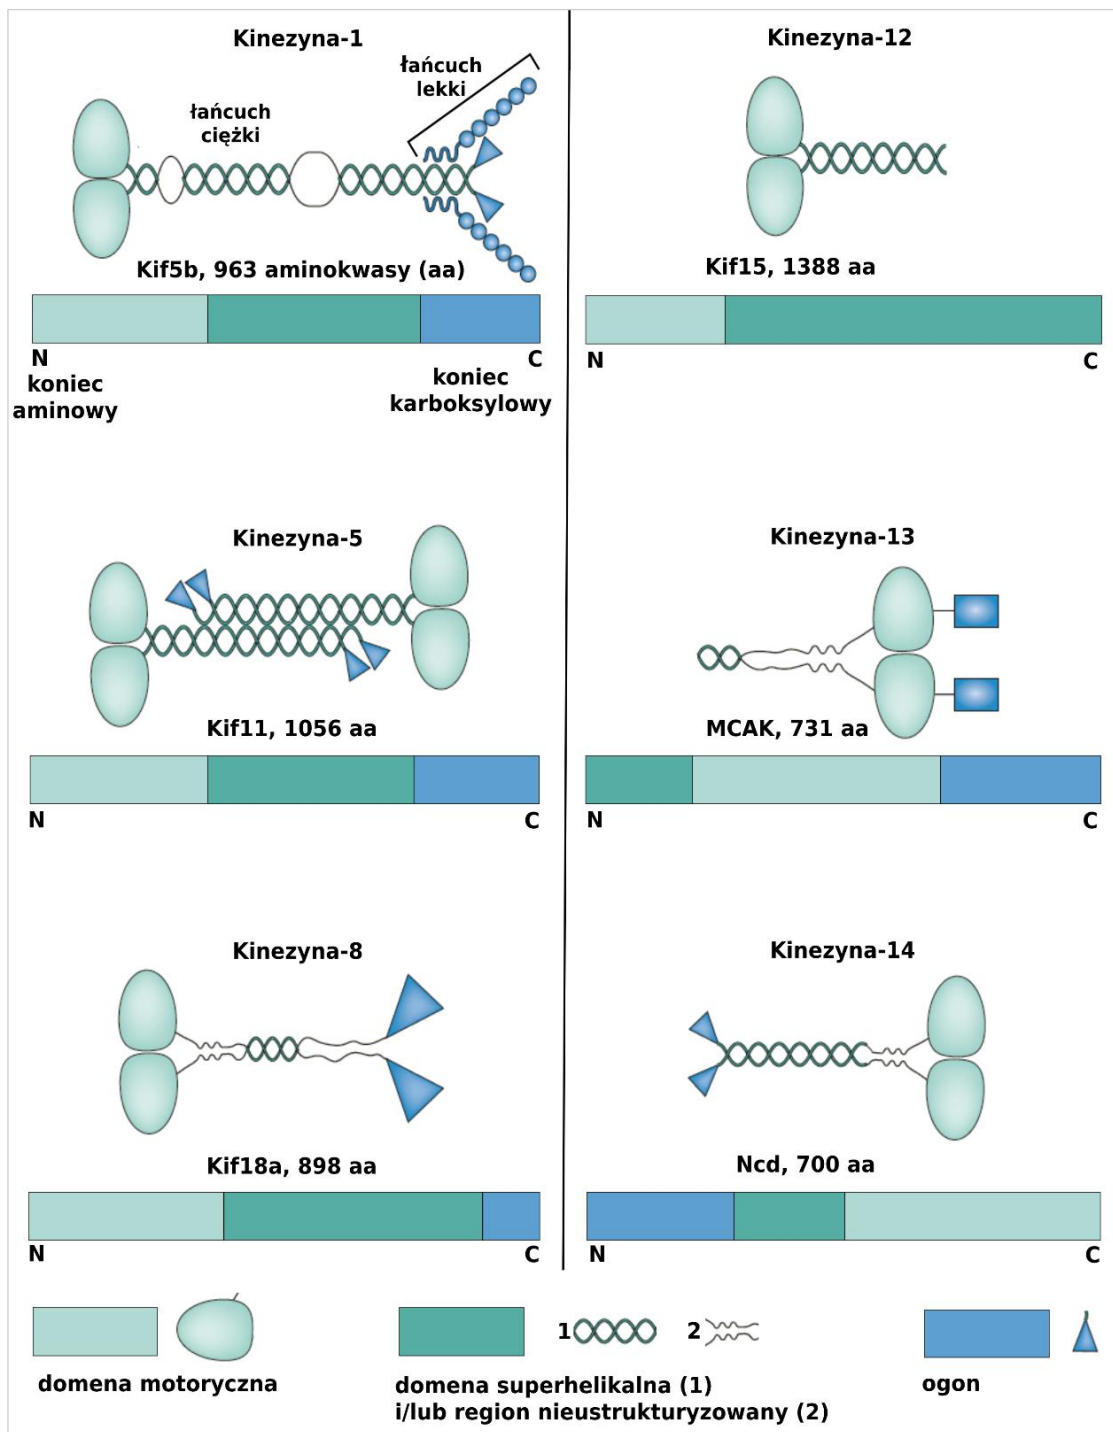 Kinezyna-1
łańcuch
lekki
łańcuch
ciężki
Kif5b, 963 aminokwasy (aa)
N
C
koniec
aminowy
koniec
karboksylowy
Kinezyna-12
Kif15, 1388 aa
N
C
Kinezyna-5
Kif11, 1056 aa
N
C
Kinezyna-13
MCAK, 731 aa
N
C
Kinezyna-8
Kif18a, 898 aa
N
C
Kinezyna-14
Ncd, 700 aa
N
C
domena motoryczna
1
2
domena superhelikalna (1)
i/lub region nieustrukturyzowany (2)
ogon